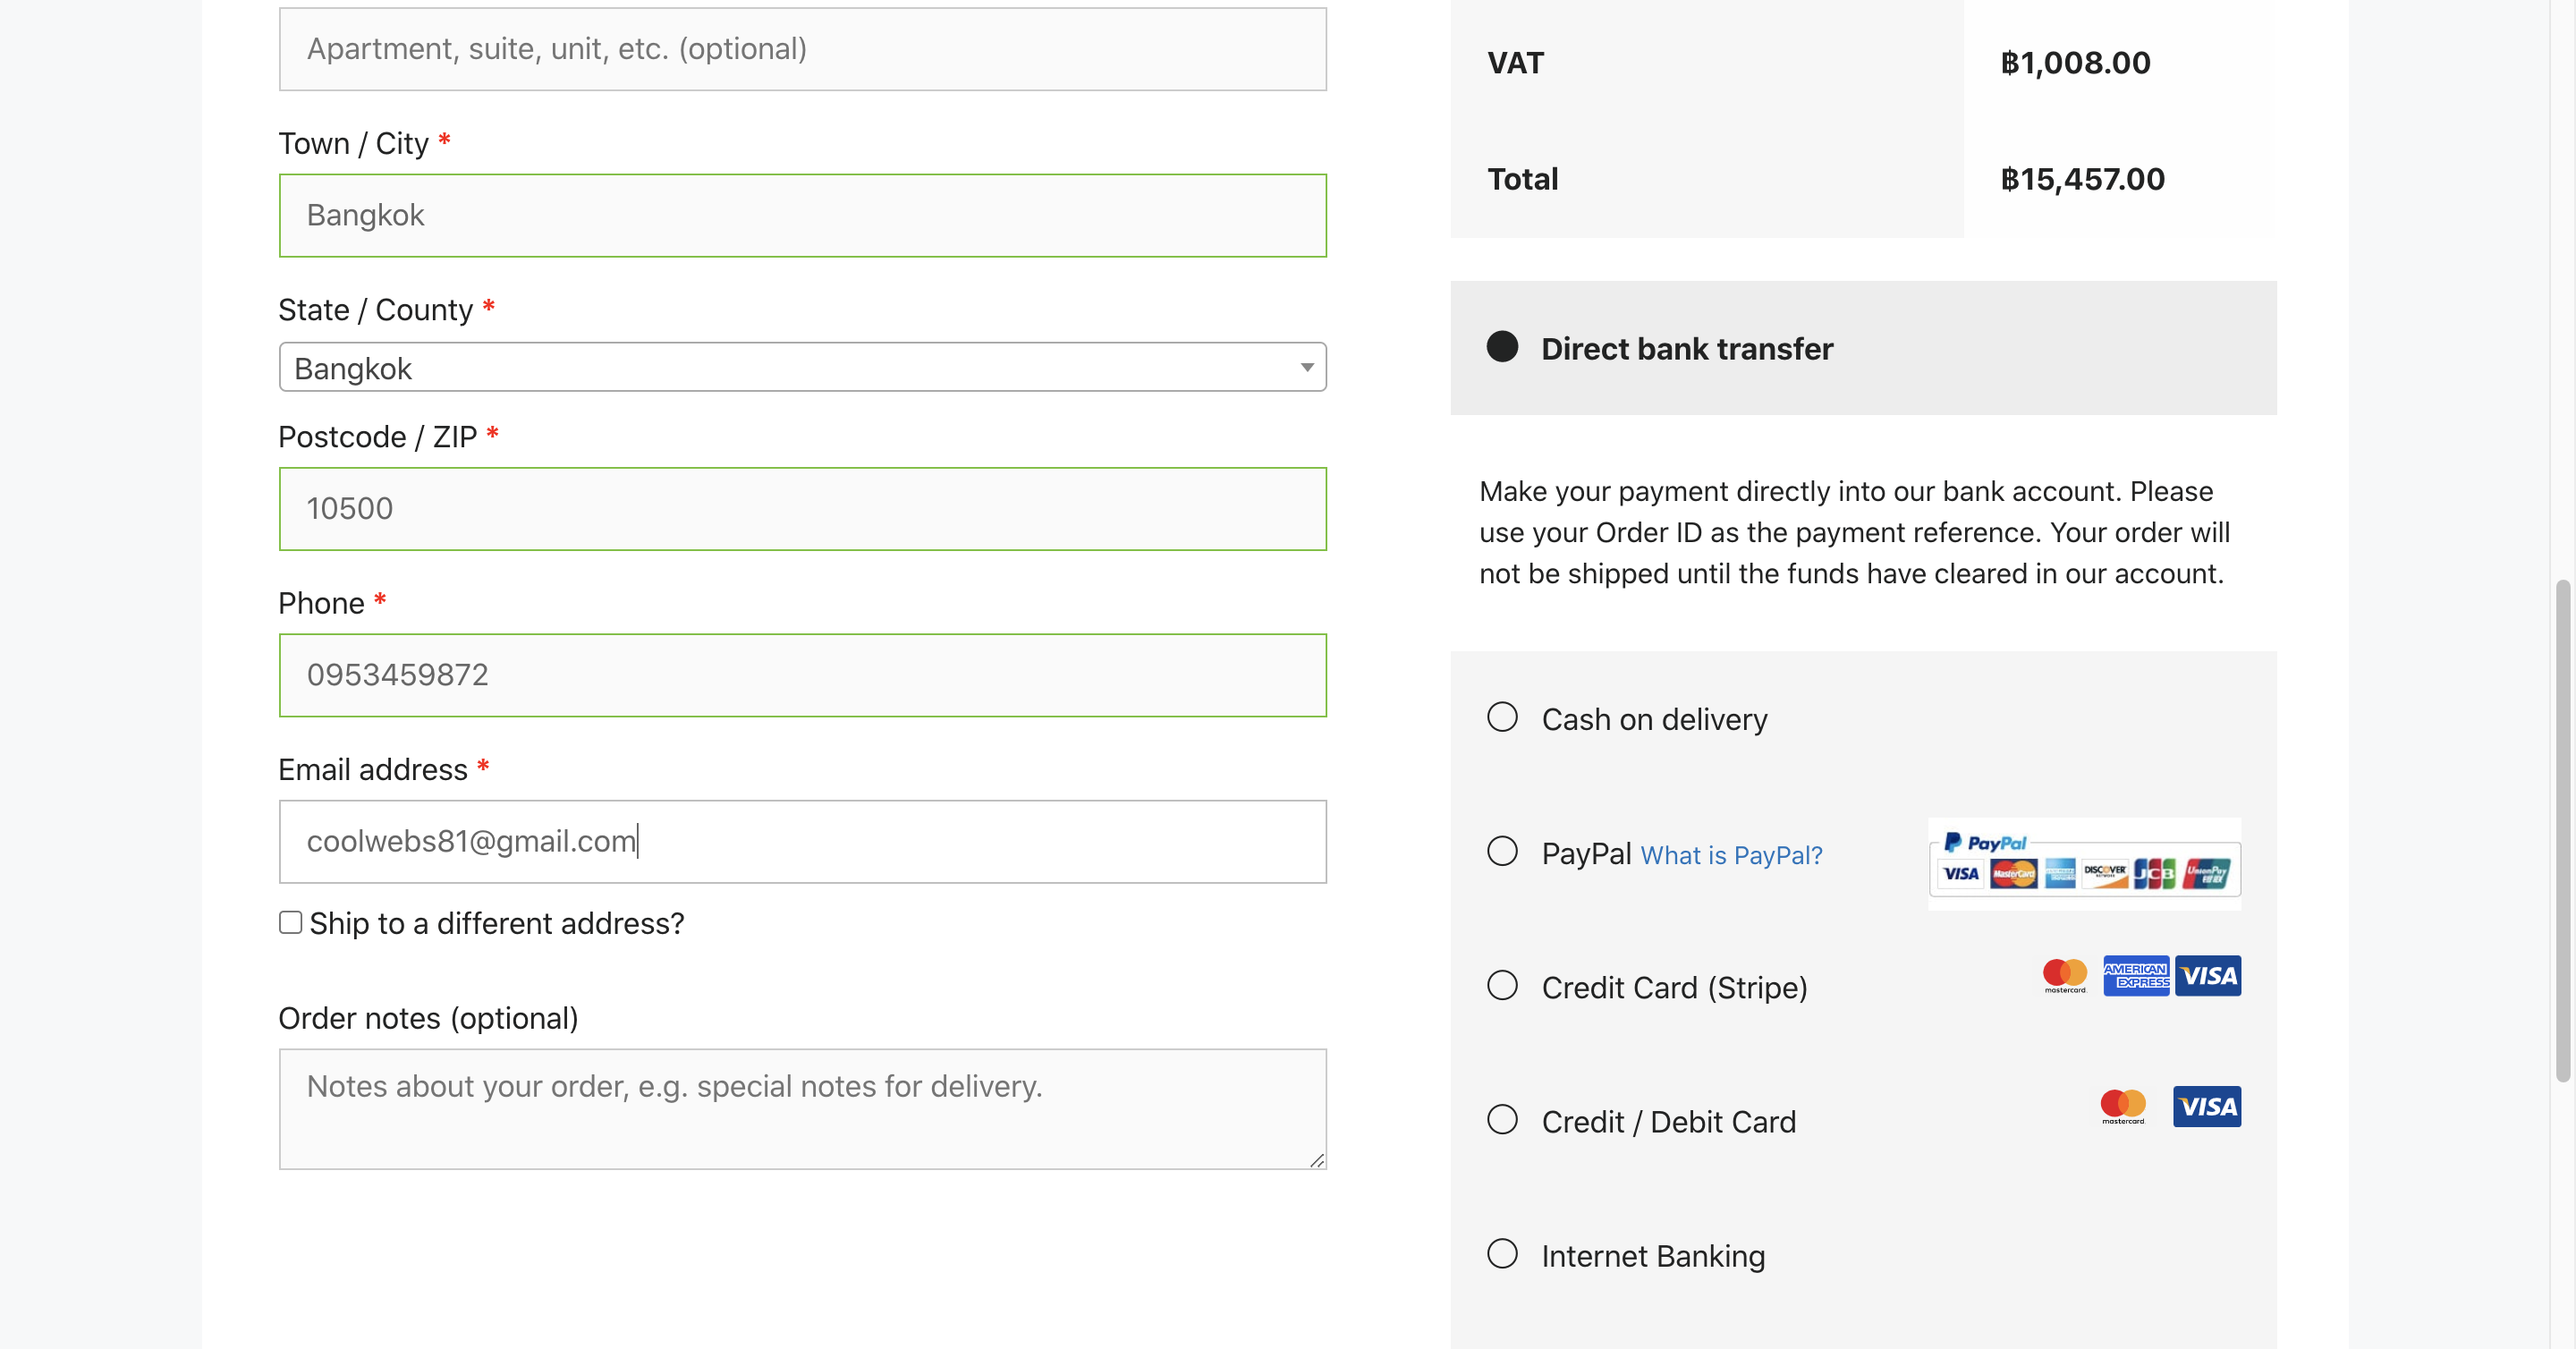 Apartment, suite, unit, etc. (optional)
Town / City *
Bangkok
State / County *
Bangkok
Postcode / ZIP *
10500
Phone *
0953459872
Email address *
coolwebs81@gmail.com
Ship to a different address?
Order notes (optional)
Notes about your order, e.g. special notes for delivery.
VAT ฿1,008.00
Total ฿15,457.00
Direct bank transfer
Make your payment directly into our bank account. Please
use your Order ID as the payment reference. Your order will
not be shipped until the funds have cleared in our account.
Cash on delivery
PayPal What is PayPal?
PayPal
VISA MasterCard DISCOVER JCB UnionPay
Credit Card (Stripe)
mastercard. AMERICAN EXPRESS VISA
Credit / Debit Card
mastercard. VISA
Internet Banking